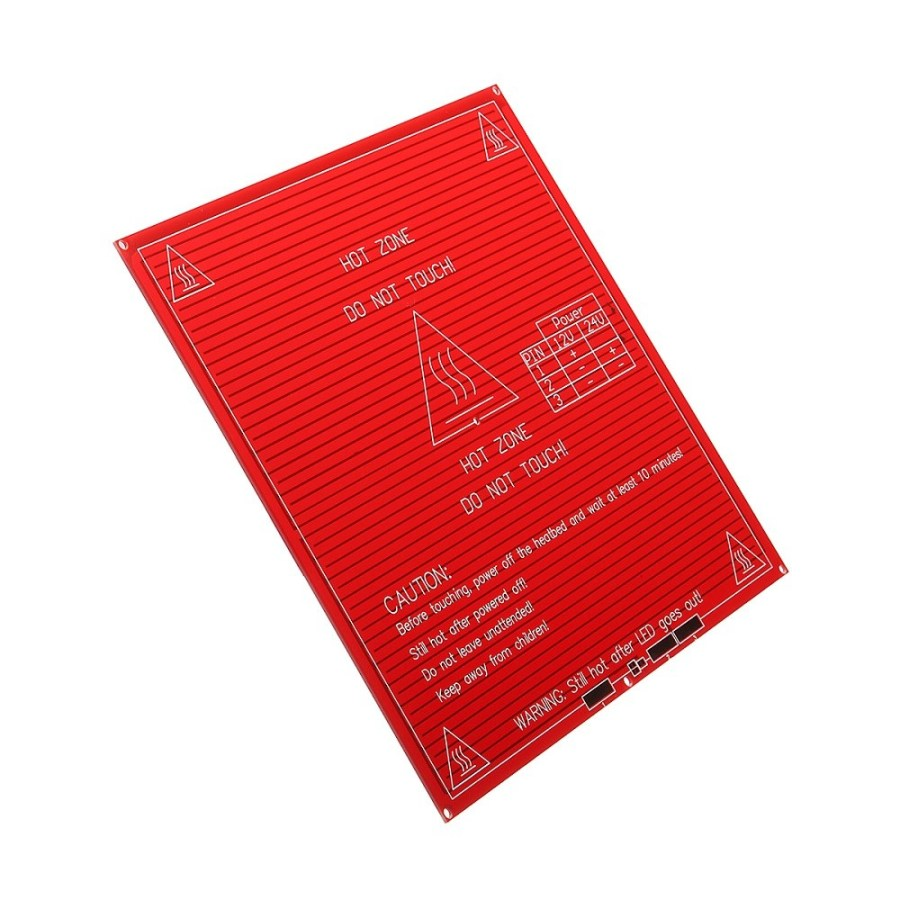 HOT ZONE
DO NOT TOUCH!
Power
PIN 12V 24V
1 + +
2 - -
3 - -
HOT ZONE
DO NOT TOUCH!
CAUTION:
Before touching, power off the heatbed and wait at least 10 minutes!
Still hot after powered off!
Do not leave unattended!
Keep away from children!
WARNING: Still hot after LED goes out!